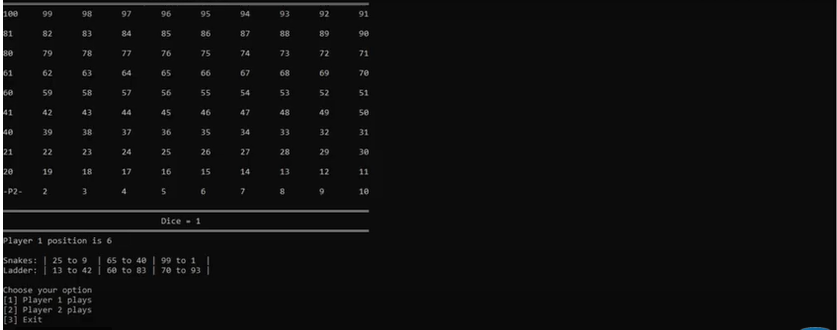 100 99 98 97 96 95 94 93 92 91
81 82 83 84 85 86 87 88 89 90
80 79 78 77 76 75 74 73 72 71
61 62 63 64 65 66 67 68 69 70
60 59 58 57 56 55 54 53 52 51
41 42 43 44 45 46 47 48 49 50
40 39 38 37 36 35 34 33 32 31
21 22 23 24 25 26 27 28 29 30
20 19 18 17 16 15 14 13 12 11
-P2- 2 3 4 5 6 7 8 9 10
Dice = 1
Player 1 position is 6
Snakes: | 25 to 9 | 65 to 40 | 99 to 1 |
Ladder: | 13 to 42 | 60 to 83 | 70 to 93 |
Choose your option
[1] Player 1 plays
[2] Player 2 plays
[3] Exit